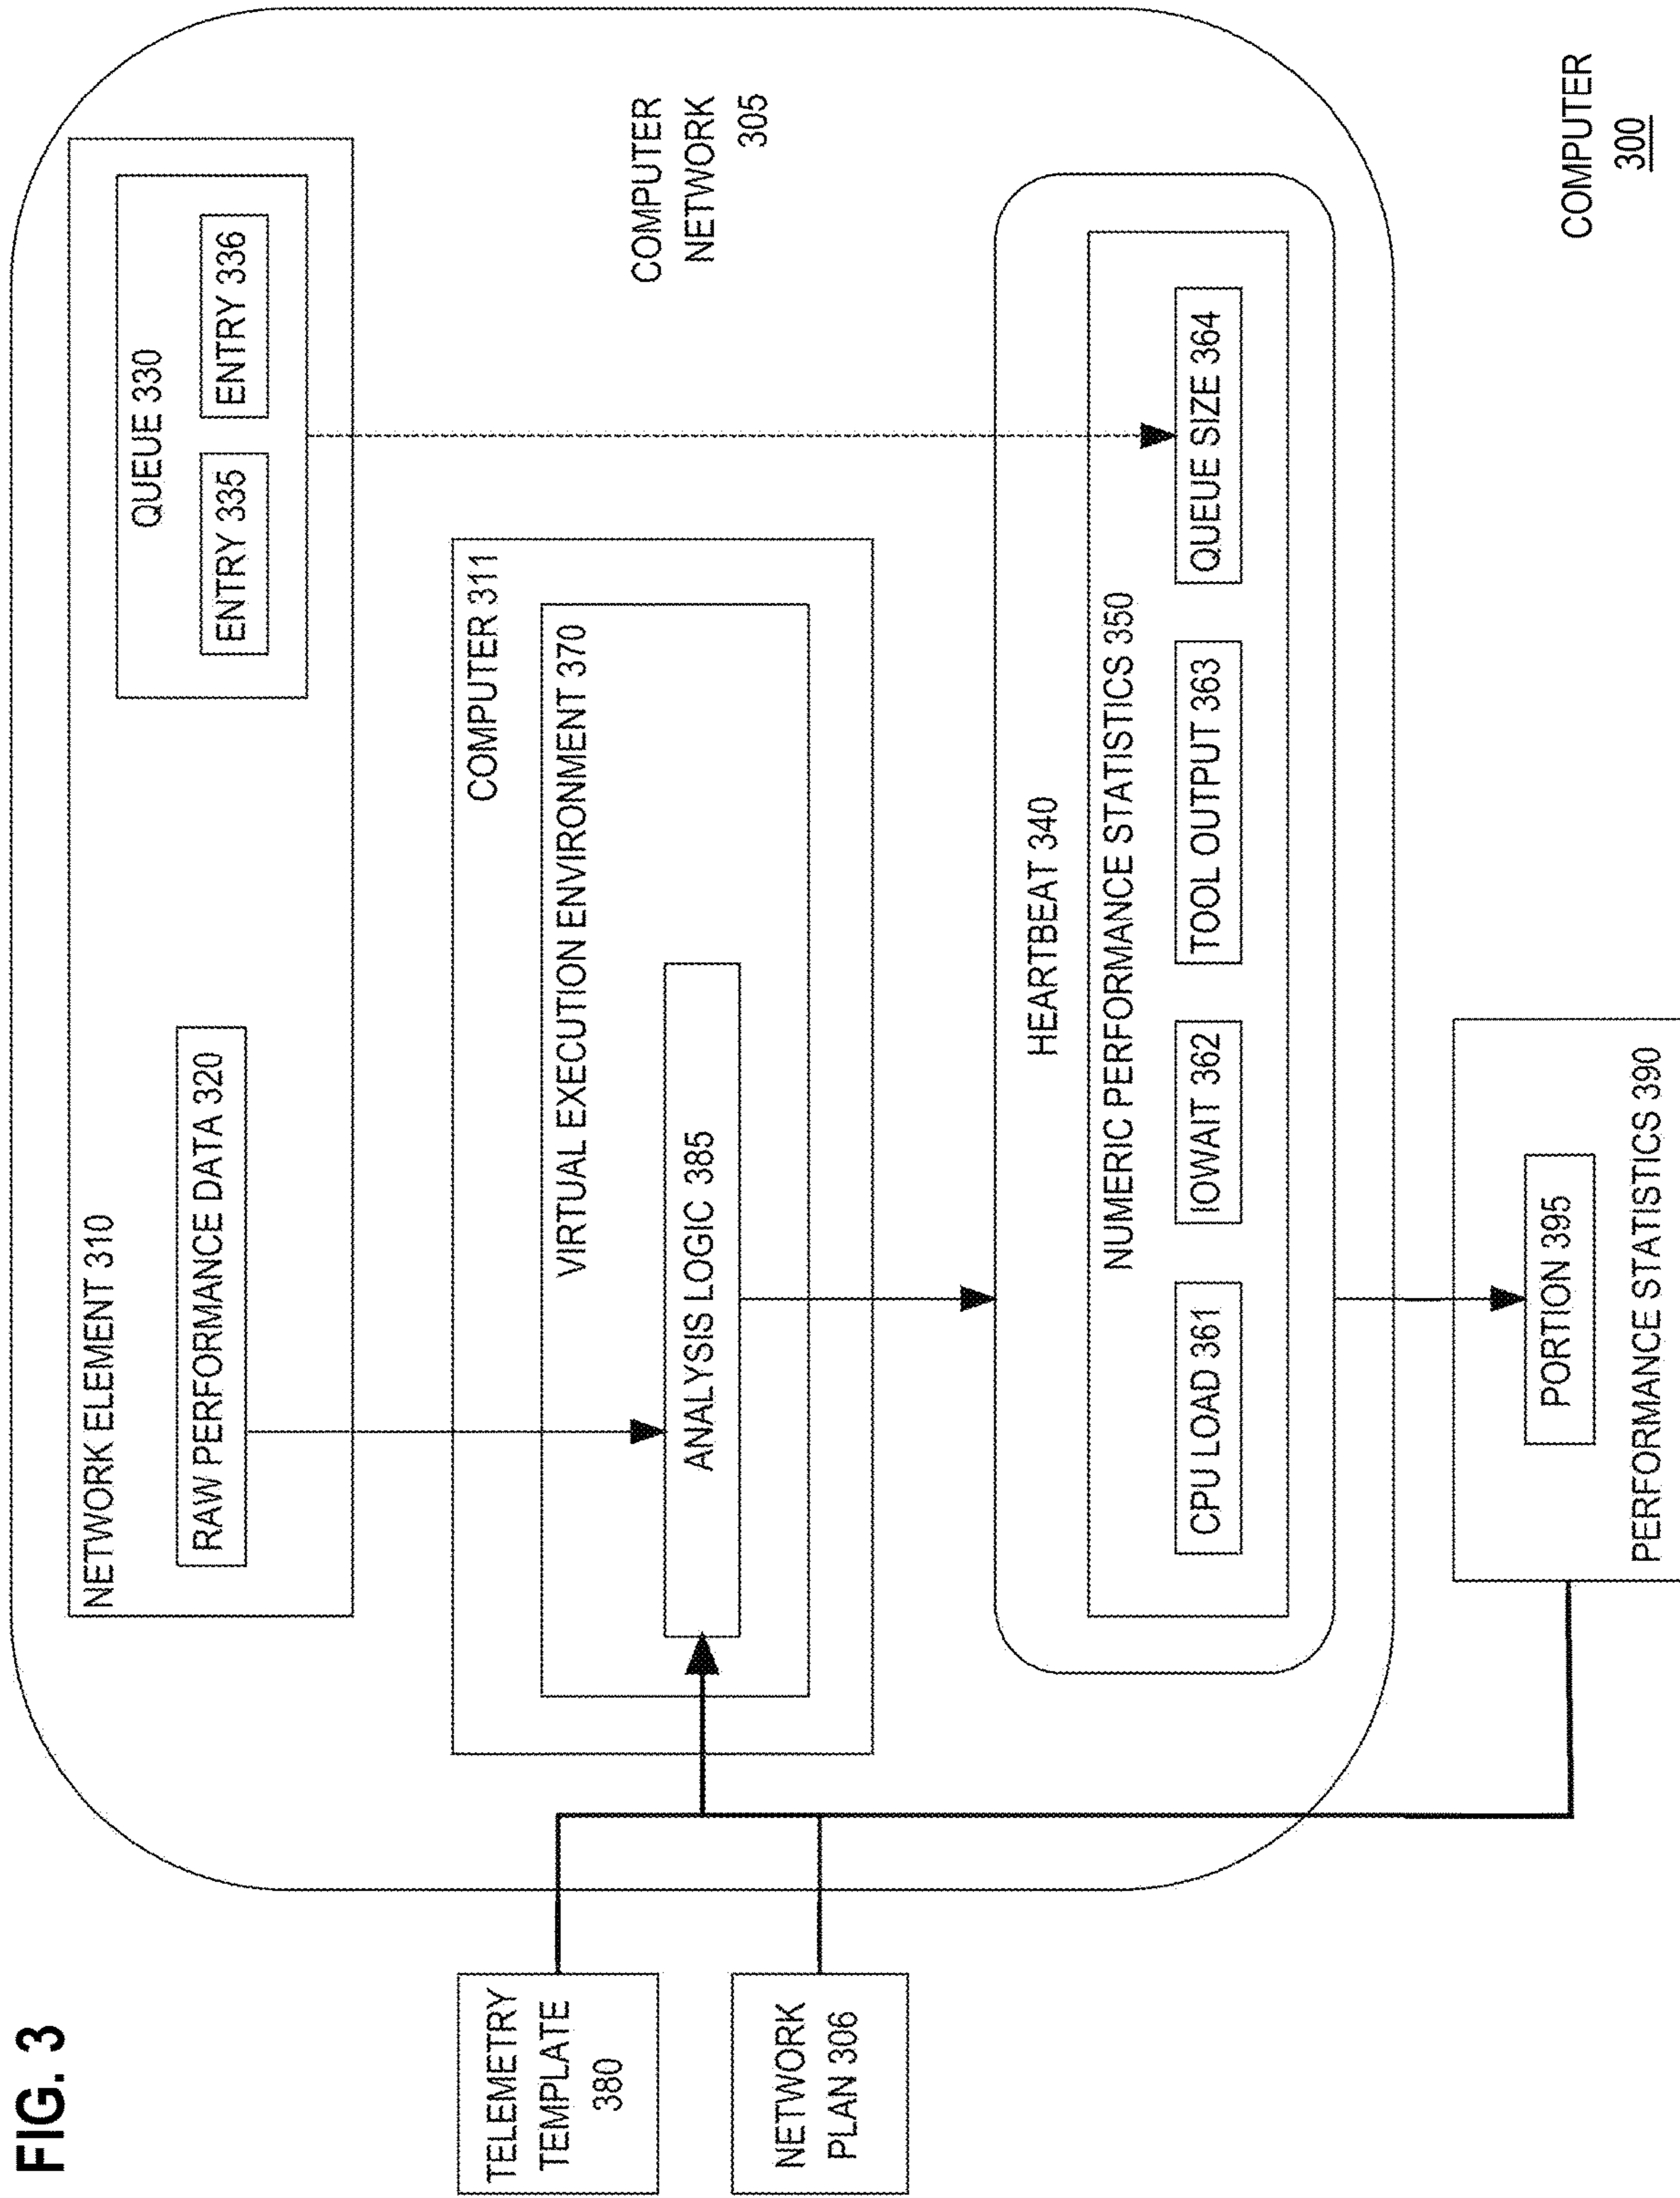 FIG. 3
NETWORK ELEMENT 310
RAW PERFORMANCE DATA 320
QUEUE 330
ENTRY 335
ENTRY 336
TELEMETRY
TEMPLATE
380
NETWORK
PLAN 306
COMPUTER 311
VIRTUAL EXECUTION ENVIRONMENT 370
ANALYSIS LOGIC 385
COMPUTER
NETWORK
305
HEARTBEAT 340
NUMERIC PERFORMANCE STATISTICS 350
CPU LOAD 361
IOWAIT 362
TOOL OUTPUT 363
QUEUE SIZE 364
PORTION 395
PERFORMANCE STATISTICS 390
COMPUTER
300